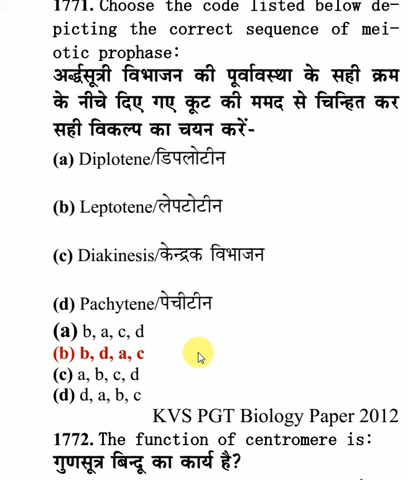 1771. Choose the code listed below de-
picting the correct sequence of mei-
otic prophase:
अर्द्धसूत्री विभाजन की पूर्वावस्था के सही क्रम
के नीचे दिए गए कूट की ममद से चिन्हित कर
सही विकल्प का चयन करें-
(a) Diplotene/डिपलोटीन
(b) Leptotene/लेपटोटीन
(c) Diakinesis/केन्द्रक विभाजन
(d) Pachytene/पेचीटीन
(a) b, a, c, d
(b) b, d, a, c
(c) a, b, c, d
(d) d, a, b, c
KVS PGT Biology Paper 2012
1772. The function of centromere is:
गुणसूत्र बिन्दू का कार्य है?